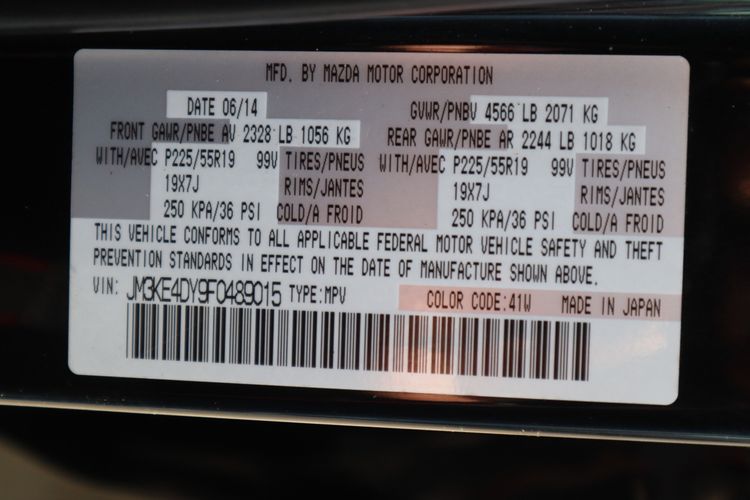 MFD. BY MAZDA MOTOR CORPORATION
DATE 06/14 GVWR/PNBV 4566 LB 2071 KG
FRONT GAWR/PNBE AV 2328 LB 1056 KG REAR GAWR/PNBE AR 2244 LB 1018 KG
WITH/AVEC P225/55R19 99V TIRES/PNEUS WITH/AVEC P225/55R19 99V TIRES/PNEUS
19X7J RIMS/JANTES 19X7J RIMS/JANTES
250 KPA/36 PSI COLD/A FROID 250 KPA/36 PSI COLD/A FROID
THIS VEHICLE CONFORMS TO ALL APPLICABLE FEDERAL MOTOR VEHICLE SAFETY AND THEFT
PREVENTION STANDARDS IN EFFECT ON THE DATE OF MANUFACTURE SHOWN ABOVE.
VIN: JM3KE4DY9F0489015 TYPE:MPV COLOR CODE:41W MADE IN JAPAN